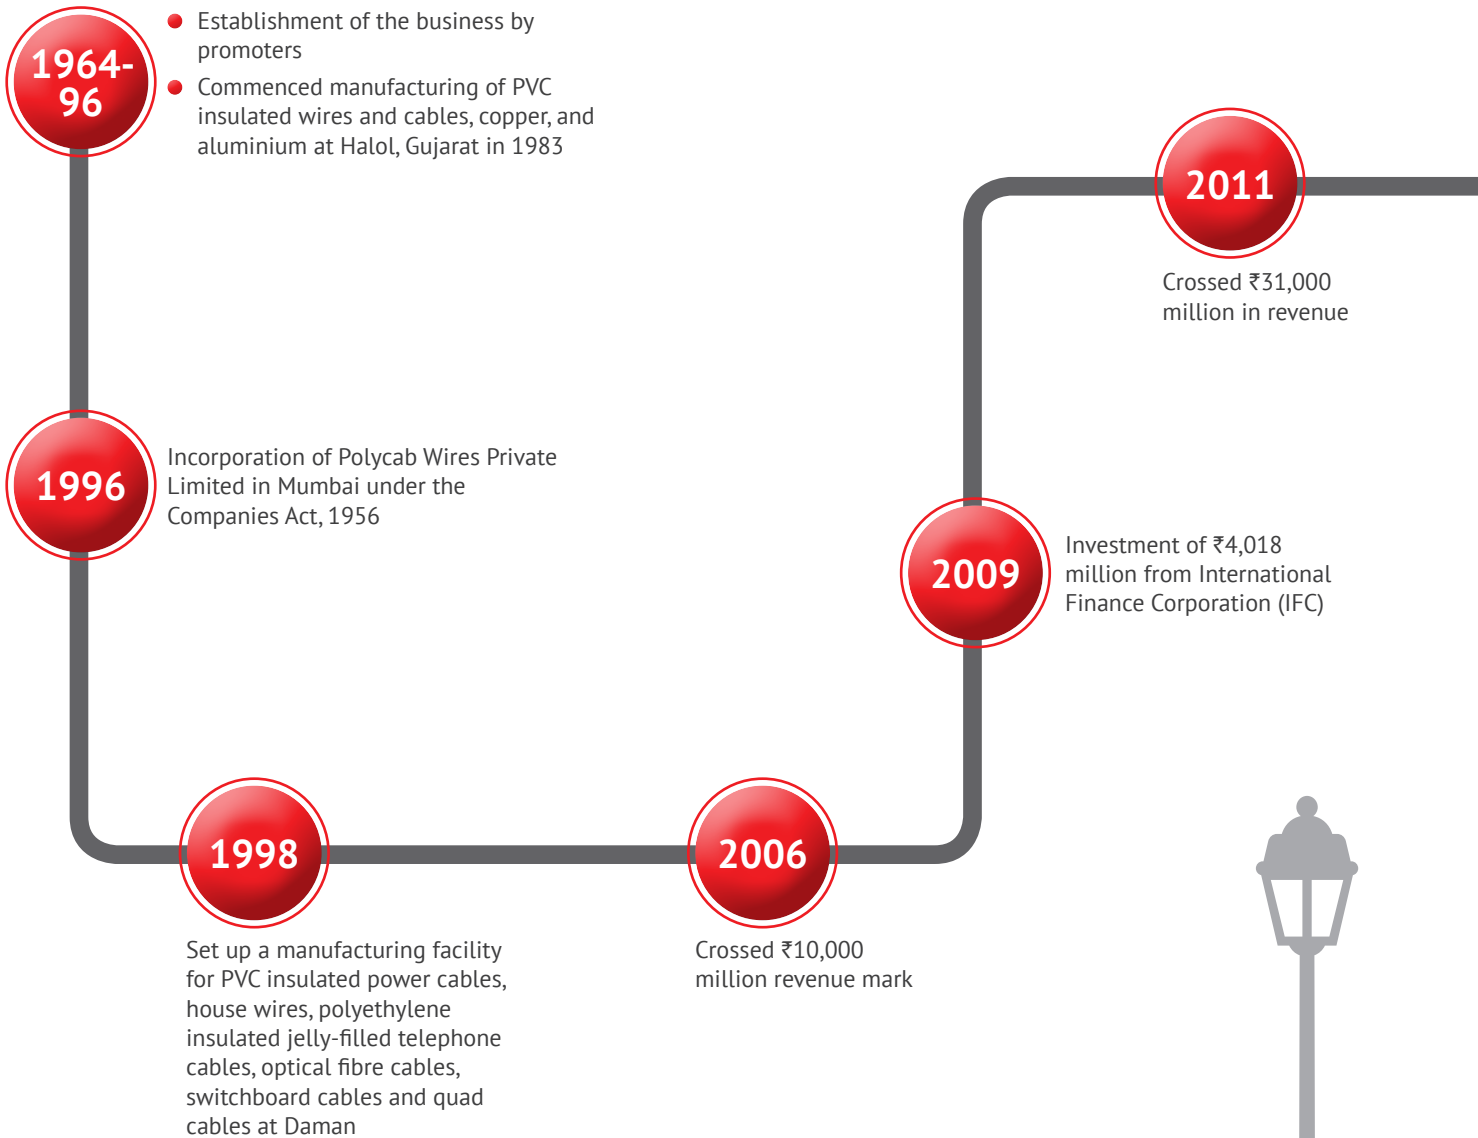 1964-
96
Establishment of the business by
promoters
Commenced manufacturing of PVC
insulated wires and cables, copper, and
aluminium at Halol, Gujarat in 1983
1996
Incorporation of Polycab Wires Private
Limited in Mumbai under the
Companies Act, 1956
1998
Set up a manufacturing facility
for PVC insulated power cables,
house wires, polyethylene
insulated jelly-filled telephone
cables, optical fibre cables,
switchboard cables and quad
cables at Daman
2006
Crossed ₹10,000
million revenue mark
2009
Investment of ₹4,018
million from International
Finance Corporation (IFC)
2011
Crossed ₹31,000
million in revenue